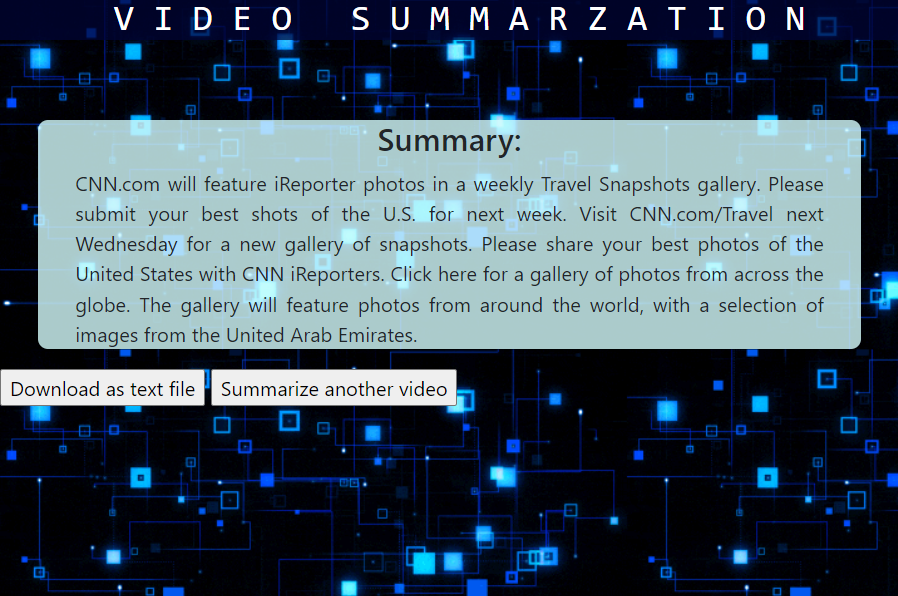 VIDEO SUMMARZATION
Summary:
CNN.com will feature iReporter photos in a weekly Travel Snapshots gallery. Please
submit your best shots of the U.S. for next week. Visit CNN.com/Travel next
Wednesday for a new gallery of snapshots. Please share your best photos of the
United States with CNN iReporters. Click here for a gallery of photos from across the
globe. The gallery will feature photos from around the world, with a selection of
images from the United Arab Emirates.
Download as text file Summarize another video